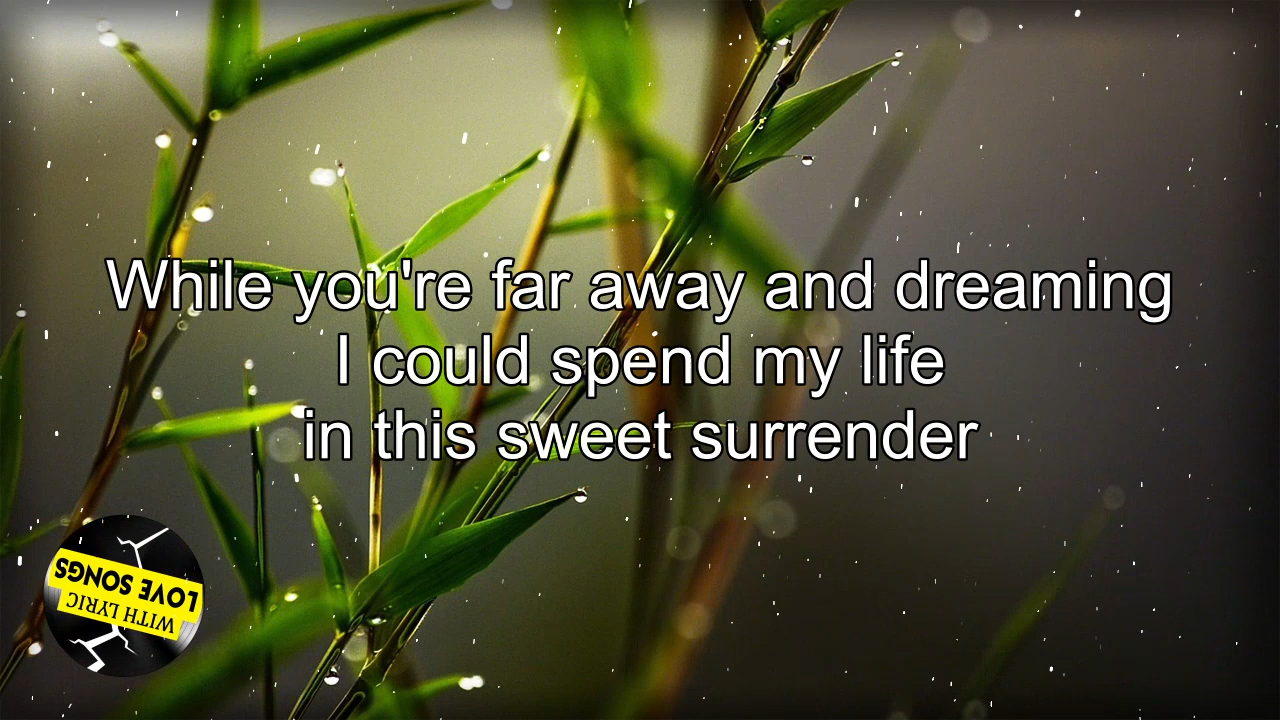 While you're far away and dreaming
I could spend my life
in this sweet surrender
LOVE SONGS
WITH LYRIC